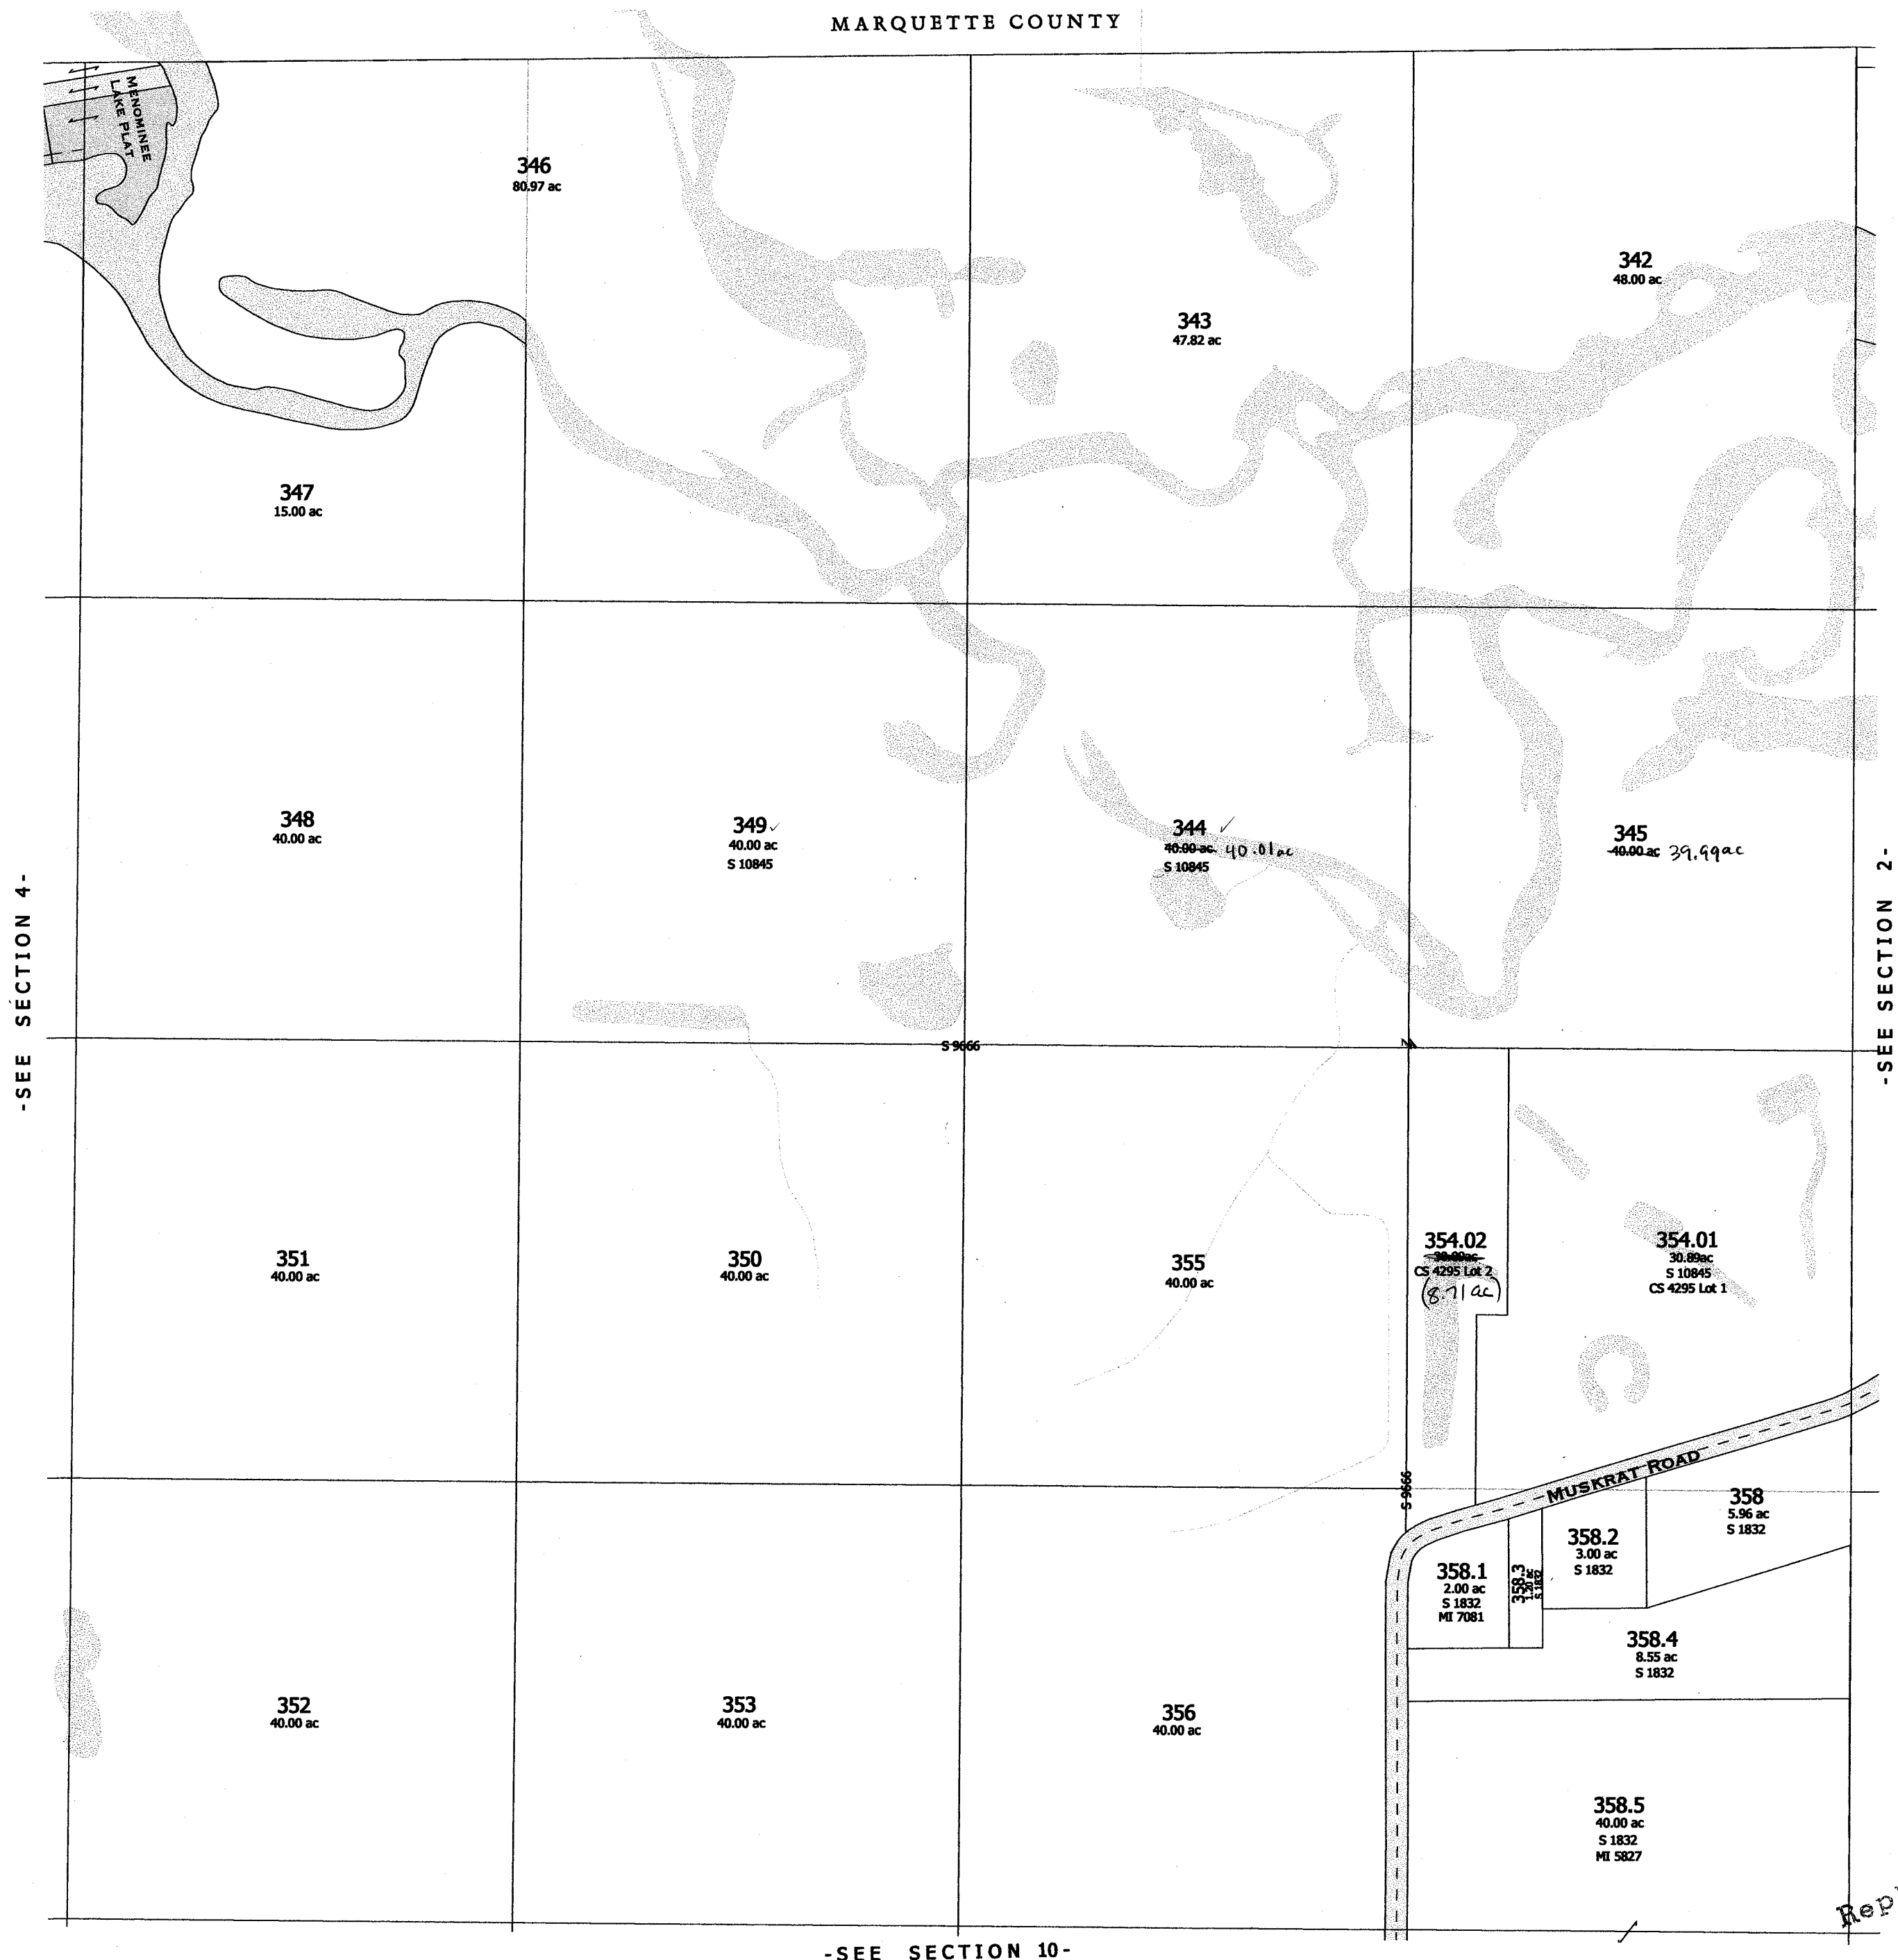 MARQUETTE COUNTY
MENOMINEE
LAKE PLAT
346
80.97 ac
342
48.00 ac
343
47.82 ac
347
15.00 ac
348
40.00 ac
349 ✓
40.00 ac
S 10845
344 ✓
40.00 ac 40.01ac
S 10845
345
40.00 ac 39.99ac
-SEE SECTION 4-
-SEE SECTION 2-
S 9666
351
40.00 ac
350
40.00 ac
355
40.00 ac
354.02
CS 4295 Lot 2
(8.71 ac)
354.01
30.89ac
S 10845
CS 4295 Lot 1
S 9666
MUSKRAT ROAD
358
5.96 ac
S 1832
358.2
3.00 ac
S 1832
358.1
2.00 ac
S 1832
MI 7081
358.3
1.20 ac
S 1832
358.4
8.55 ac
S 1832
352
40.00 ac
353
40.00 ac
356
40.00 ac
358.5
40.00 ac
S 1832
MI 5827
Rep
-SEE SECTION 10-